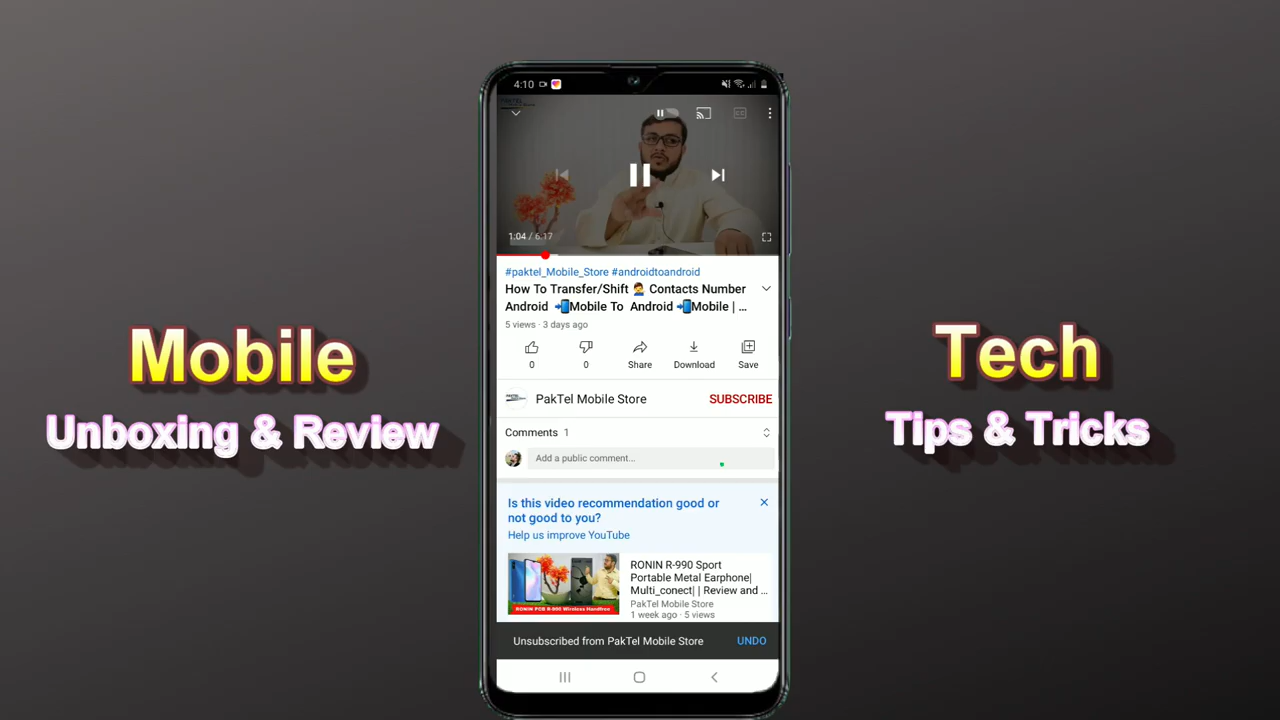 4:10
1:04 / 6:17
#paktel_Mobile_Store #androidtoandroid
How To Transfer/Shift 🤷‍♂️ Contacts Number
Android 📲Mobile To Android 📲Mobile | ...
5 views · 3 days ago
0
0
Share
Download
Save
PakTel Mobile Store
SUBSCRIBE
Comments 1
Add a public comment...
Is this video recommendation good or
not good to you?
Help us improve YouTube
RONIN R-990 Sport
Portable Metal Earphone|
Multi_conect| | Review and ...
PakTel Mobile Store
1 week ago · 5 views
Unsubscribed from PakTel Mobile Store
UNDO
Mobile
Unboxing & Review
Tech
Tips & Tricks